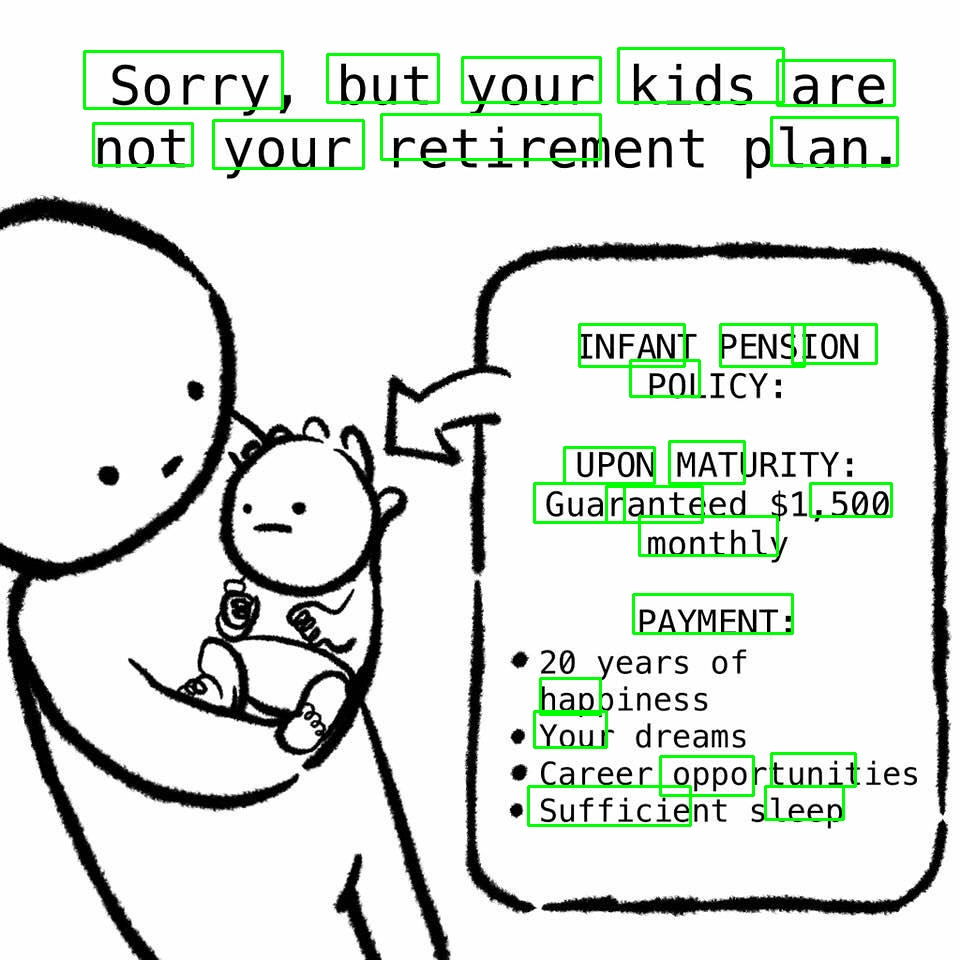 Sorry, but your kids are
not your retirement plan.
INFANT PENSION
POLICY:
UPON MATURITY:
Guaranteed $1,500
monthly
PAYMENT:
• 20 years of
happiness
• Your dreams
• Career opportunities
• Sufficient sleep